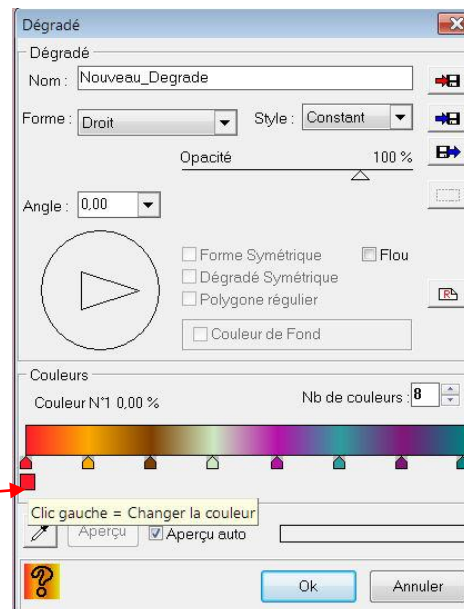 Dégradé
Dégradé
Nom : Nouveau_Degrade
Forme : Droit Style : Constant
Opacité 100 %
Angle : 0,00
Forme Symétrique Flou
Dégradé Symétrique
Polygone régulier
R
Couleur de Fond
Couleurs
Couleur N°1 0,00 % Nb de couleurs : 8
Clic gauche = Changer la couleur
Aperçu Aperçu auto
? Ok Annuler